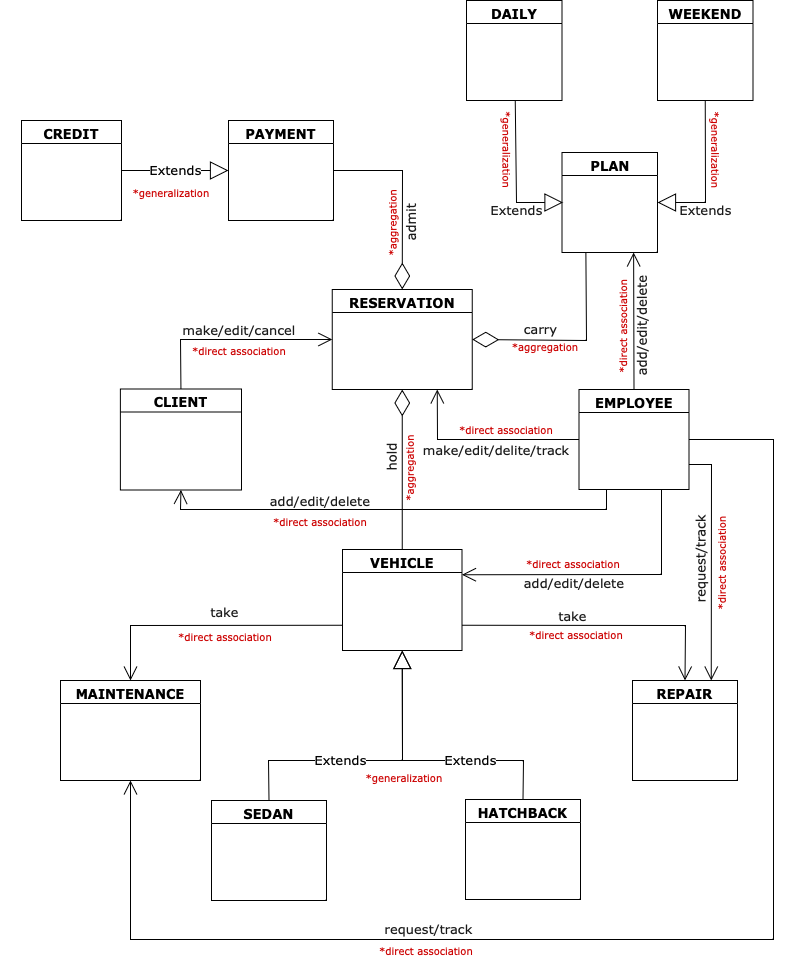 DAILY
WEEKEND
CREDIT
PAYMENT
*generalization
*generalization
PLAN
Extends
*generalization
*aggregation
admit
Extends
Extends
RESERVATION
make/edit/cancel
*direct association
carry
*aggregation
*direct association
add/edit/delete
CLIENT
EMPLOYEE
hold
*aggregation
*direct association
make/edit/delite/track
add/edit/delete
*direct association
VEHICLE
*direct association
add/edit/delete
request/track
*direct association
take
*direct association
take
*direct association
MAINTENANCE
REPAIR
Extends
Extends
*generalization
SEDAN
HATCHBACK
request/track
*direct association